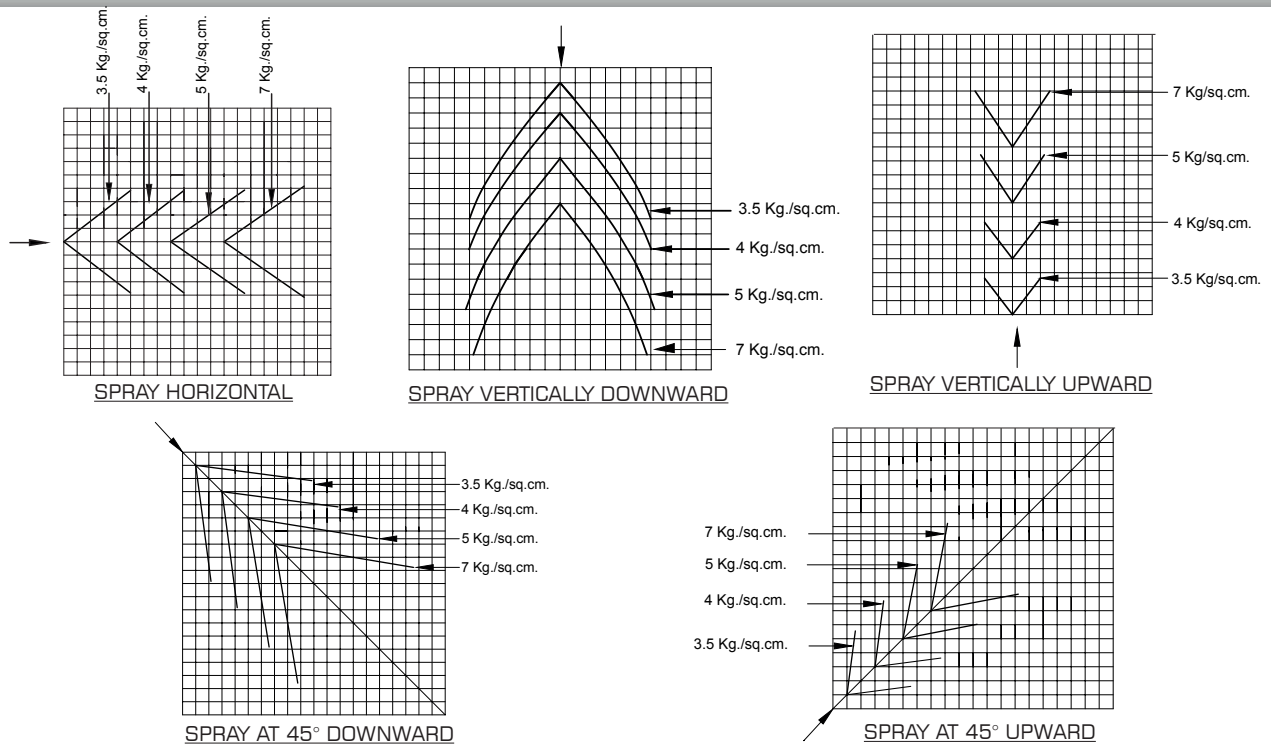 3.5 Kg./sq.cm.
4 Kg./sq.cm.
5 Kg./sq.cm.
7 Kg./sq.cm.
SPRAY HORIZONTAL
3.5 Kg./sq.cm.
4 Kg./sq.cm.
5 Kg./sq.cm.
7 Kg./sq.cm.
SPRAY VERTICALLY DOWNWARD
7 Kg/sq.cm.
5 Kg/sq.cm.
4 Kg/sq.cm.
3.5 Kg/sq.cm.
SPRAY VERTICALLY UPWARD
3.5 Kg./sq.cm.
4 Kg./sq.cm.
5 Kg./sq.cm.
7 Kg./sq.cm.
SPRAY AT 45° DOWNWARD
7 Kg./sq.cm.
5 Kg./sq.cm.
4 Kg./sq.cm.
3.5 Kg./sq.cm.
SPRAY AT 45° UPWARD